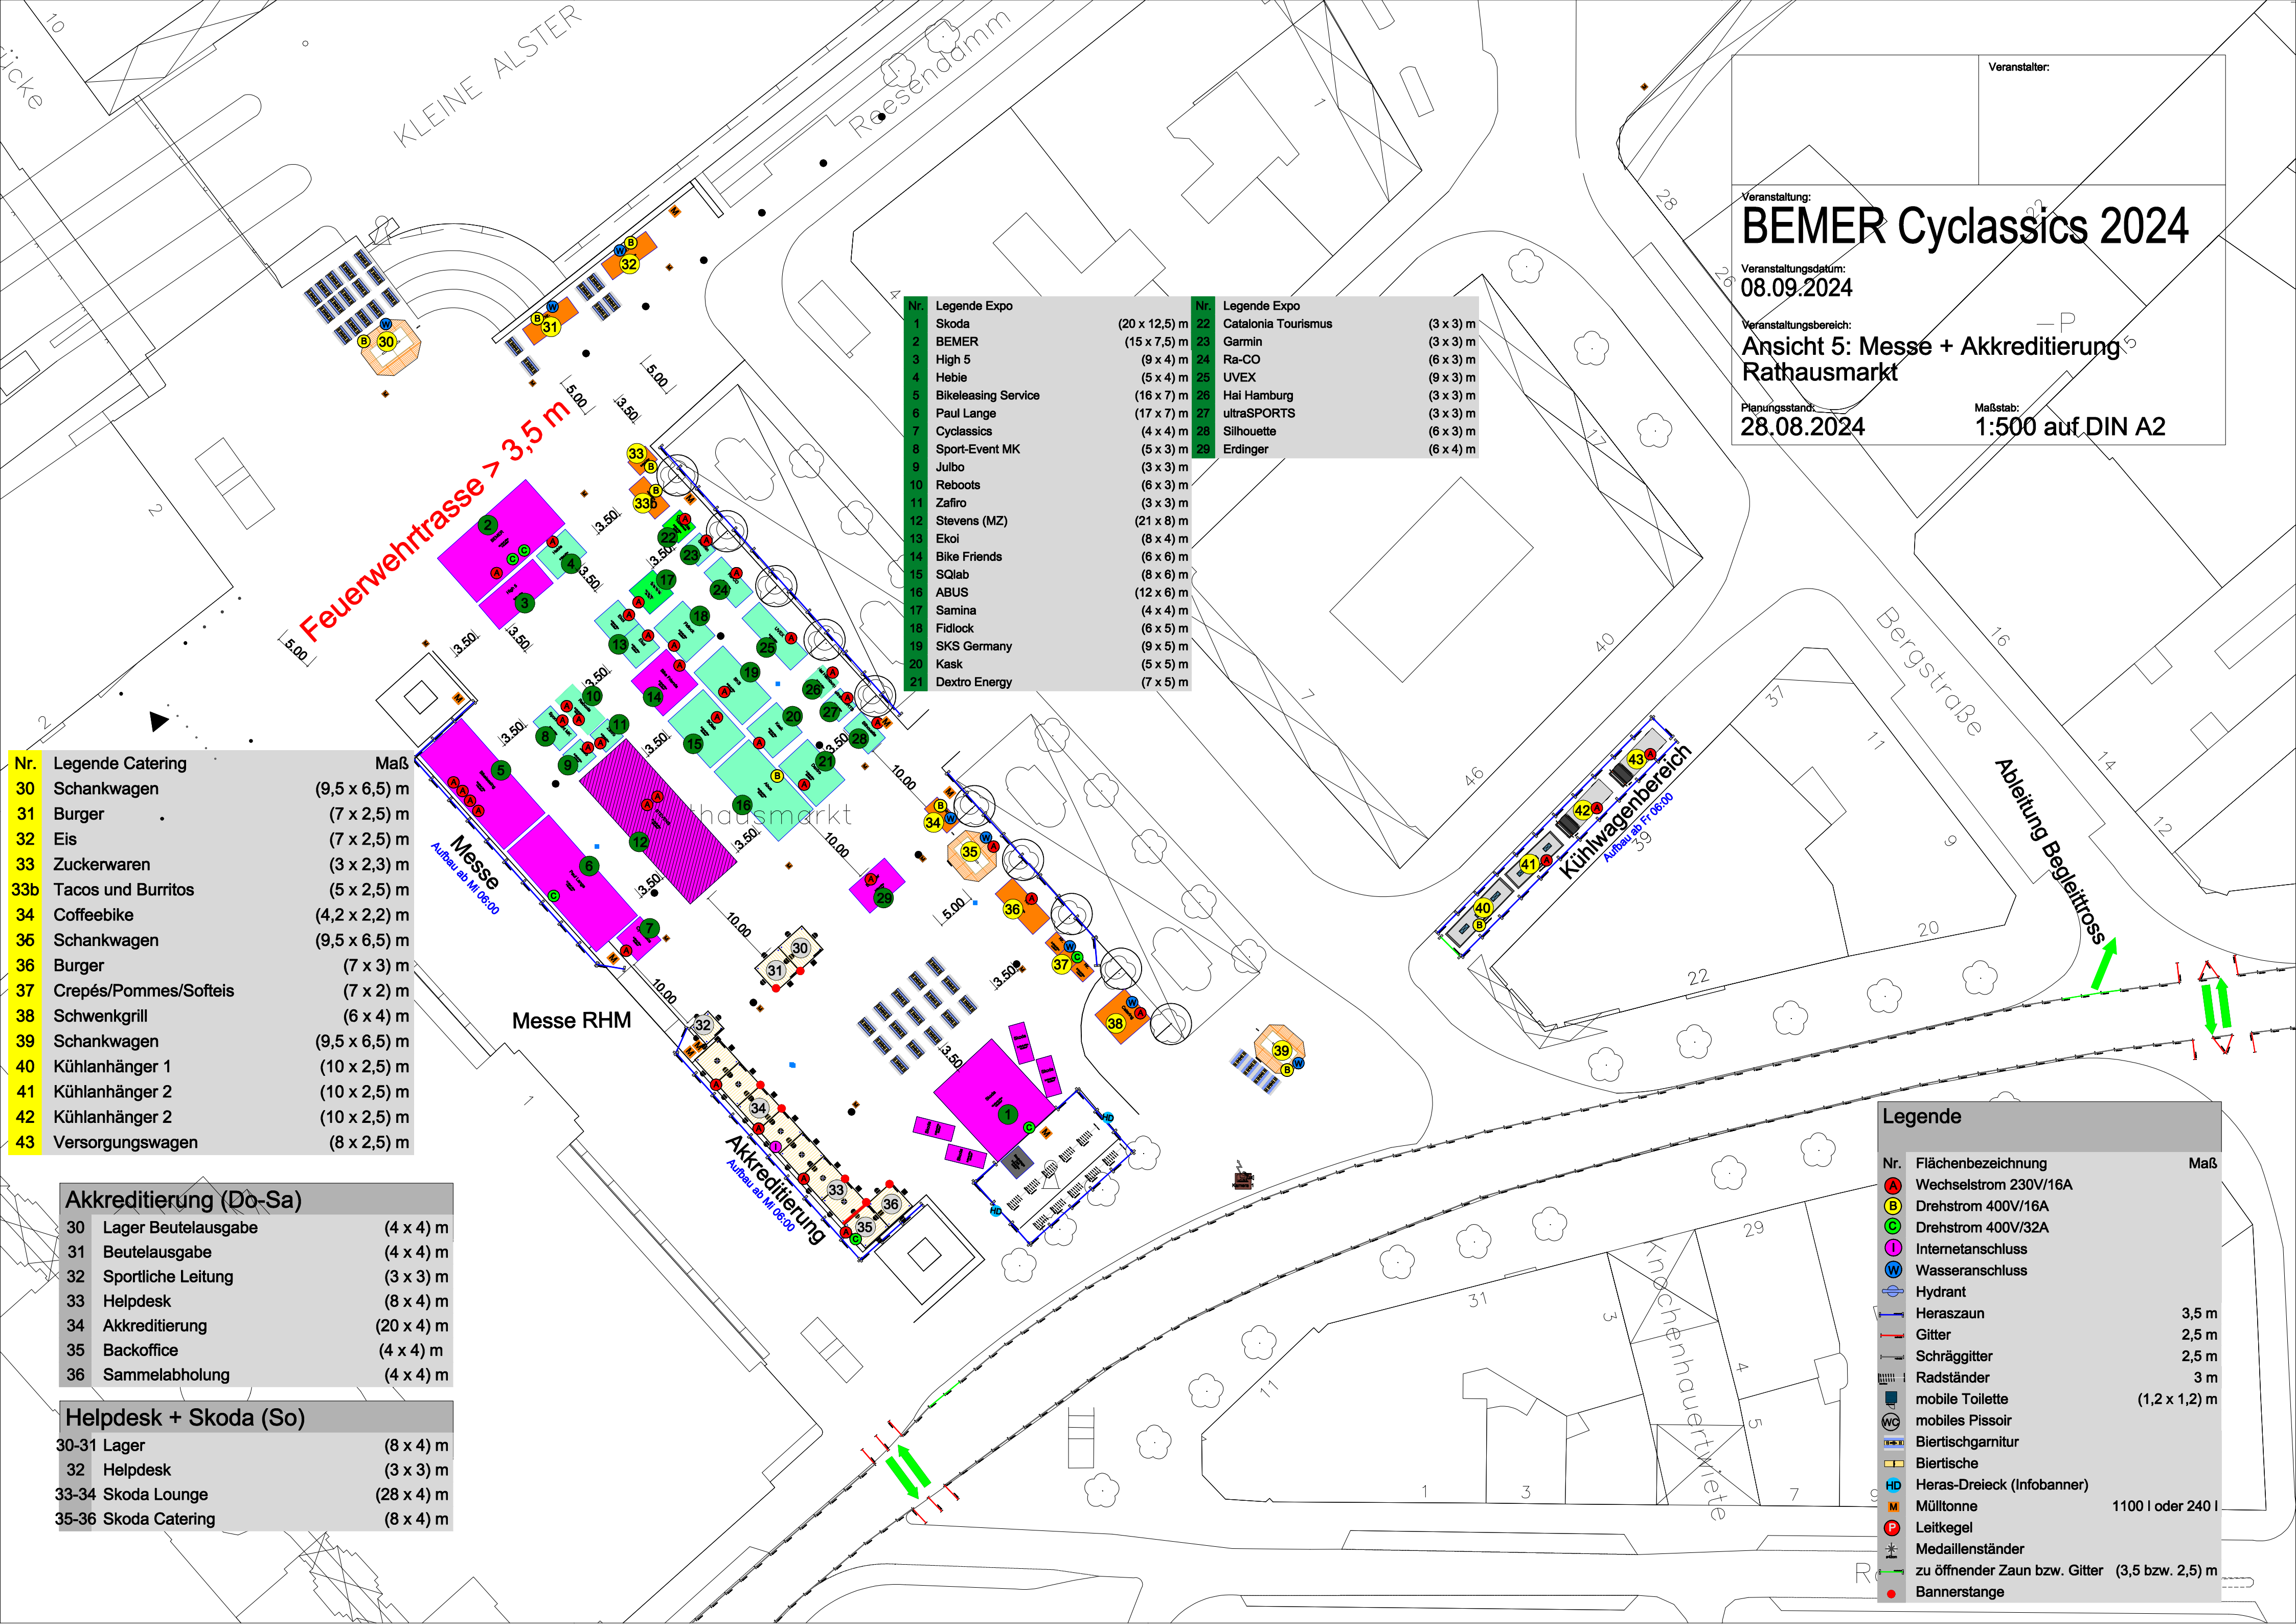 KLEINE ALSTER
Reesendamm
Veranstalter:
Veranstaltung:
BEMER Cyclassics 2024
Veranstaltungsdatum:
08.09.2024
Veranstaltungsbereich:
Ansicht 5: Messe + Akkreditierung
Rathausmarkt
Planungsstand:
28.08.2024
Maßstab:
1:500 auf DIN A2
Feuerwehrtrasse > 3,5 m
Nr. Legende Expo
1 Skoda (20 x 12,5) m
2 BEMER (15 x 7,5) m
3 High 5 (9 x 4) m
4 Hebie (5 x 4) m
5 Bikeleasing Service (16 x 7) m
6 Paul Lange (17 x 7) m
7 Cyclassics (4 x 4) m
8 Sport-Event MK (5 x 3) m
9 Julbo (3 x 3) m
10 Reboots (6 x 3) m
11 Zafiro (3 x 3) m
12 Stevens (MZ) (21 x 8) m
13 Ekoi (8 x 4) m
14 Bike Friends (6 x 6) m
15 SQlab (8 x 6) m
16 ABUS (12 x 6) m
17 Samina (4 x 4) m
18 Fidlock (6 x 5) m
19 SKS Germany (9 x 5) m
20 Kask (5 x 5) m
21 Dextro Energy (7 x 5) m
Nr. Legende Expo
22 Catalonia Tourismus (3 x 3) m
23 Garmin (3 x 3) m
24 Ra-CO (6 x 3) m
25 UVEX (9 x 3) m
26 Hai Hamburg (3 x 3) m
27 ultraSPORTS (3 x 3) m
28 Silhouette (6 x 3) m
29 Erdinger (6 x 4) m
Nr. Legende Catering Maß
30 Schankwagen (9,5 x 6,5) m
31 Burger (7 x 2,5) m
32 Eis (7 x 2,5) m
33 Zuckerwaren (3 x 2,3) m
33b Tacos und Burritos (5 x 2,5) m
34 Coffeebike (4,2 x 2,2) m
35 Schankwagen (9,5 x 6,5) m
36 Burger (7 x 3) m
37 Crepés/Pommes/Softeis (7 x 2) m
38 Schwenkgrill (6 x 4) m
39 Schankwagen (9,5 x 6,5) m
40 Kühlanhänger 1 (10 x 2,5) m
41 Kühlanhänger 2 (10 x 2,5) m
42 Kühlanhänger 2 (10 x 2,5) m
43 Versorgungswagen (8 x 2,5) m
Messe
Aufbau ab Mi 06:00
Messe RHM
thausmarkt
Akkreditierung
Aufbau ab Mi 06:00
Kühlwagenbereich
Aufbau ab Fr 06:00
Bergstraße
Ableitung Begleittross
Knochenhauertwiete
Akkreditierung (Do-Sa)
30 Lager Beutelausgabe (4 x 4) m
31 Beutelausgabe (4 x 4) m
32 Sportliche Leitung (3 x 3) m
33 Helpdesk (8 x 4) m
34 Akkreditierung (20 x 4) m
35 Backoffice (4 x 4) m
36 Sammelabholung (4 x 4) m
Helpdesk + Skoda (So)
30-31 Lager (8 x 4) m
32 Helpdesk (3 x 3) m
33-34 Skoda Lounge (28 x 4) m
35-36 Skoda Catering (8 x 4) m
Legende
Nr. Flächenbezeichnung Maß
A Wechselstrom 230V/16A
B Drehstrom 400V/16A
C Drehstrom 400V/32A
I Internetanschluss
W Wasseranschluss
Hydrant
Heraszaun 3,5 m
Gitter 2,5 m
Schräggitter 2,5 m
Radständer 3 m
mobile Toilette (1,2 x 1,2) m
WC mobiles Pissoir
Biertischgarnitur
Biertische
HD Heras-Dreieck (Infobanner)
M Mülltonne 1100 l oder 240 l
P Leitkegel
Medaillenständer
zu öffnender Zaun bzw. Gitter (3,5 bzw. 2,5) m
Bannerstange